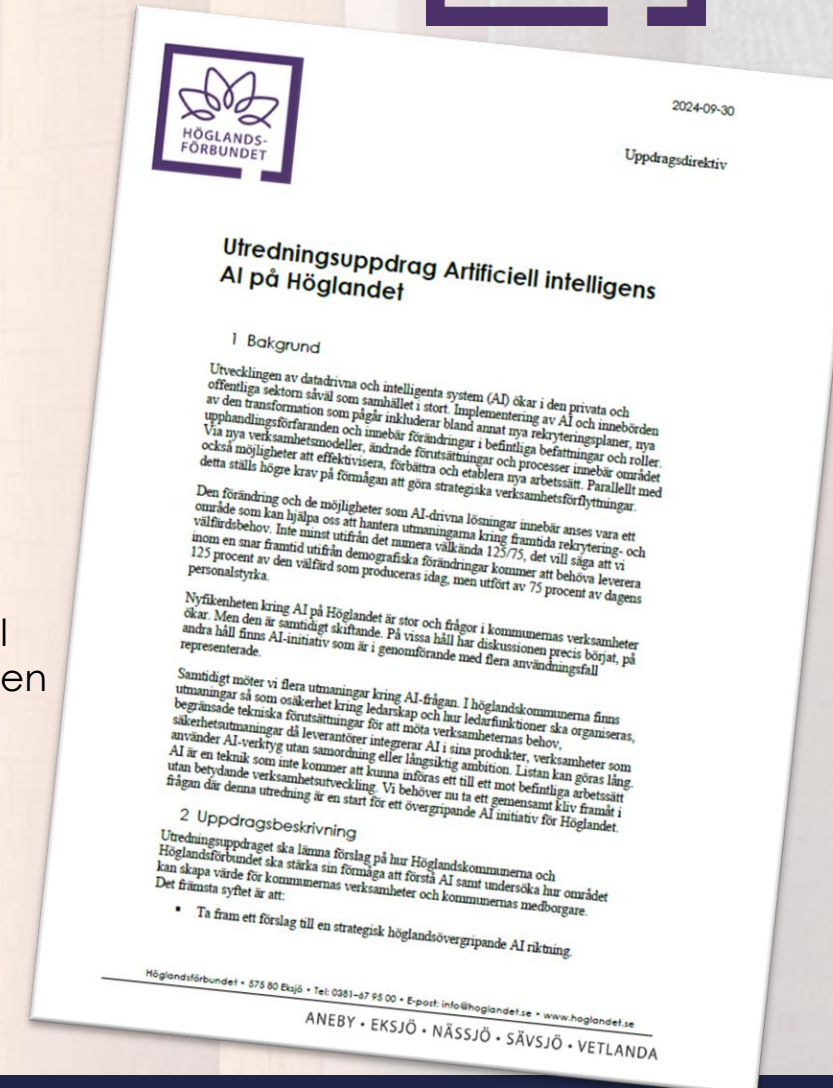 l
en
HÖGLANDS-
FÖRBUNDET
2024-09-30
Uppdragsdirektiv
Utredningsuppdrag Artificiell intelligens
AI på Höglandet
1 Bakgrund
Utvecklingen av datadrivna och intelligenta system (AI) ökar i den privata och
offentliga sektorn såväl som samhället i stort. Implementering av AI och innebörden
av den transformation som pågår inkluderar bland annat nya rekryteringsplaner, nya
upphandlingsförfaranden och innebär förändringar i befintliga befattningar och roller.
Via nya verksamhetsmodeller, ändrade förutsättningar och processer innebär området
också möjligheter att effektivisera, förbättra och etablera nya arbetssätt. Parallellt med
detta ställs högre krav på förmågan att göra strategiska verksamhetsförflyttningar.
Den förändring och de möjligheter som AI-drivna lösningar innebär anses vara ett
område som kan hjälpa oss att hantera utmaningarna kring framtida rekrytering- och
välfärdsbehov. Inte minst utifrån det numera välkända 125/75, det vill säga att vi
inom en snar framtid utifrån demografiska förändringar kommer att behöva leverera
125 procent av den välfärd som produceras idag, men utfört av 75 procent av dagens
personalstyrka.
Nyfikenheten kring AI på Höglandet är stor och frågor i kommunernas verksamheter
ökar. Men den är samtidigt skiftande. På vissa håll har diskussionen precis börjat, på
andra håll finns AI-initiativ som är i genomförande med flera användningsfall
representerade.
Samtidigt möter vi flera utmaningar kring AI-frågan. I höglandskommunerna finns
utmaningar så som osäkerhet kring ledarskap och hur ledarfunktioner ska organiseras,
begränsade tekniska förutsättningar för att möta verksamheternas behov,
säkerhetsutmaningar då leverantörer integrerar AI i sina produkter, verksamheter som
använder AI-verktyg utan samordning eller långsiktig ambition. Listan kan göras lång.
AI är en teknik som inte kommer att kunna införas ett till ett mot befintliga arbetssätt
utan betydande verksamhetsutveckling. Vi behöver nu ta ett gemensamt kliv framåt i
frågan där denna utredning är en start för ett övergripande AI initiativ för Höglandet.
2 Uppdragsbeskrivning
Utredningsuppdraget ska lämna förslag på hur Höglandskommunerna och
Höglandsförbundet ska stärka sin förmåga att förstå AI samt undersöka hur området
kan skapa värde för kommunernas verksamheter och kommunernas medborgare.
Det främsta syftet är att:
▪ Ta fram ett förslag till en strategisk höglandsövergripande AI riktning.
Höglandsförbundet • 575 80 Eksjö • Tel: 0381–67 95 00 • E-post: info@hoglandet.se • www.hoglandet.se
ANEBY • EKSJÖ • NÄSSJÖ • SÄVSJÖ • VETLANDA